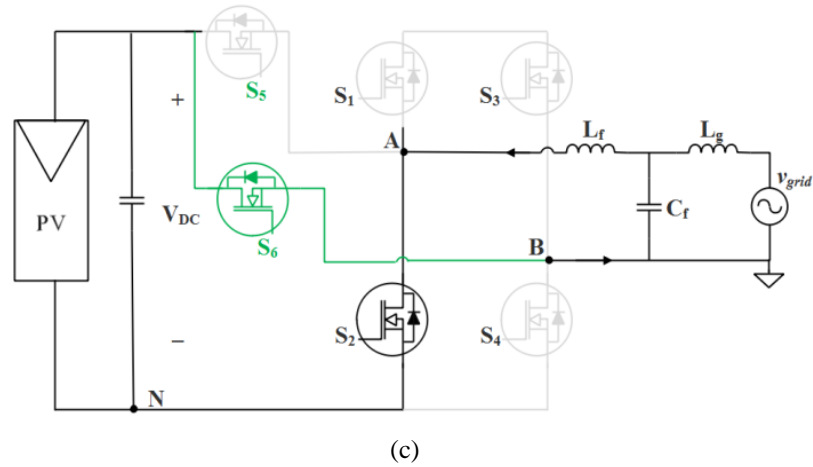 S5
S1
S3
A
Lf
Lg
vgrid
+
VDC
PV
S6
Cf
B
S2
S4
−
N
(c)